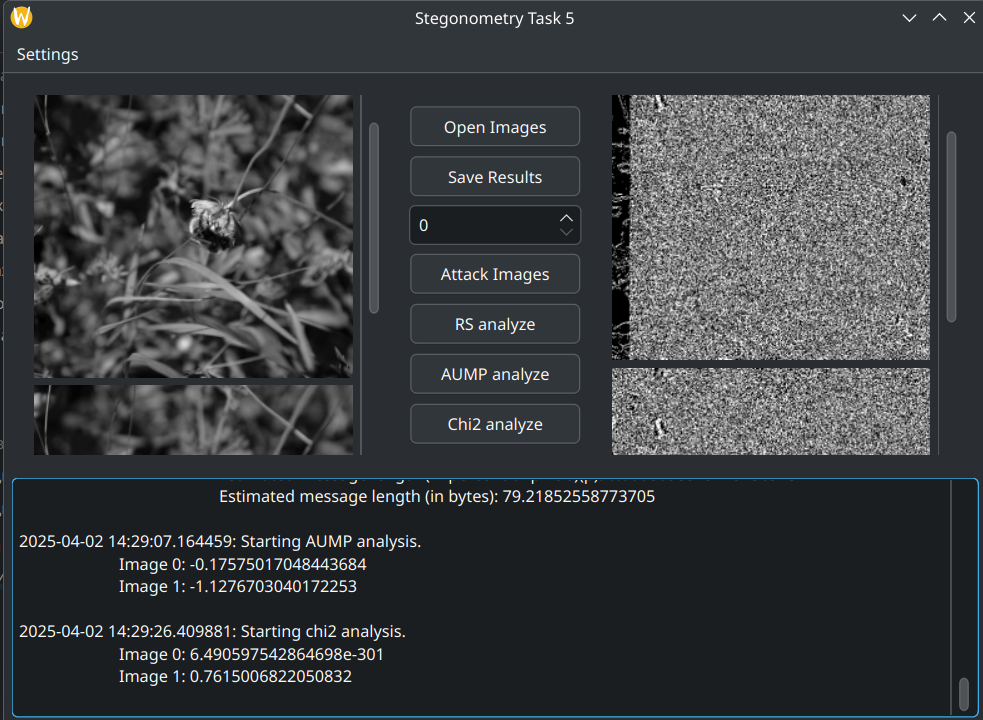 Stegonometry Task 5
Settings
Open Images
Save Results
0
Attack Images
RS analyze
AUMP analyze
Chi2 analyze
Estimated message length (in bytes): 79.21852558773705
2025-04-02 14:29:07.164459: Starting AUMP analysis.
Image 0: -0.17575017048443684
Image 1: -1.1276703040172253
2025-04-02 14:29:26.409881: Starting chi2 analysis.
Image 0: 6.490597542864698e-301
Image 1: 0.7615006822050832